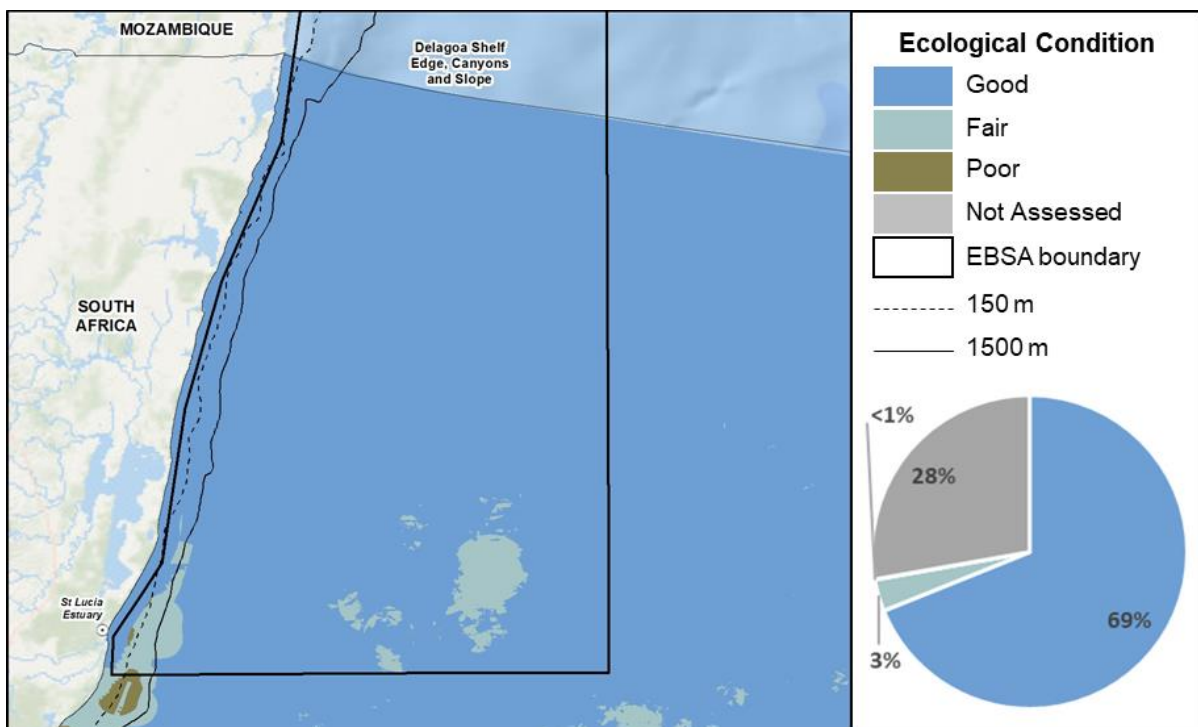 MOZAMBIQUE
Delagoa Shelf
Edge, Canyons
and Slope
SOUTH
AFRICA
St Lucia
Estuary
Ecological Condition
Good
Fair
Poor
Not Assessed
EBSA boundary
150 m
1500 m
<1%
28%
69%
3%